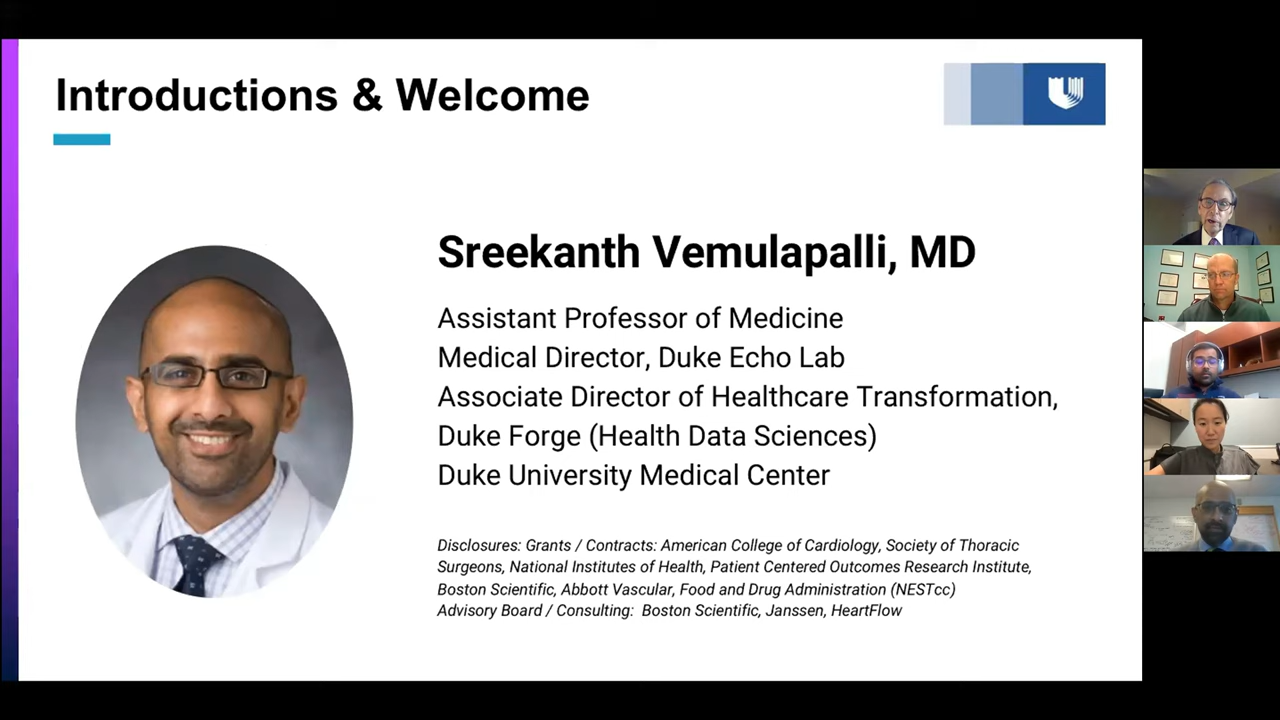 Introductions & Welcome
Sreekanth Vemulapalli, MD
Assistant Professor of Medicine
Medical Director, Duke Echo Lab
Associate Director of Healthcare Transformation,
Duke Forge (Health Data Sciences)
Duke University Medical Center
Disclosures: Grants / Contracts: American College of Cardiology, Society of Thoracic
Surgeons, National Institutes of Health, Patient Centered Outcomes Research Institute,
Boston Scientific, Abbott Vascular, Food and Drug Administration (NESTcc)
Advisory Board / Consulting: Boston Scientific, Janssen, HeartFlow